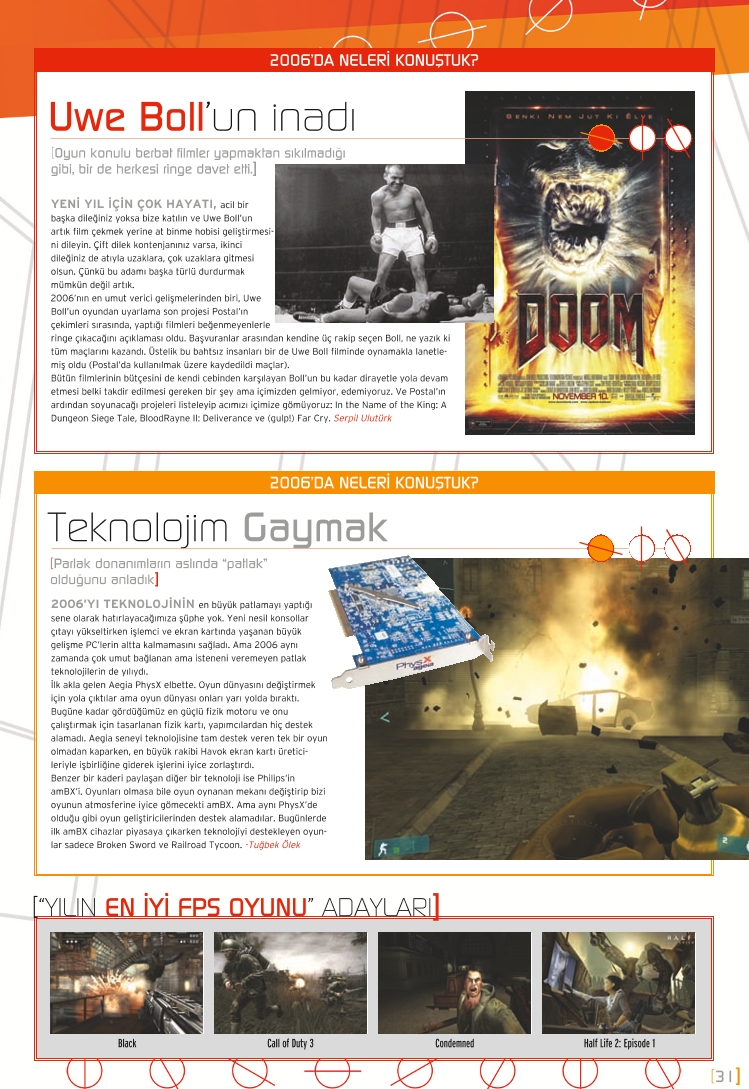 2006'DA NELERİ KONUŞTUK?
Uwe Boll'un inadı
[Oyun konulu berbat filmler yapmaktan sıkılmadığı
gibi, bir de herkesi ringe davet etti.]
YENİ YIL İÇİN ÇOK HAYATI, acil bir
başka dileğiniz yoksa bize katılın ve Uwe Boll'un
artık film çekmek yerine at binme hobisi geliştirmesi-
ni dileyin. Çift dilek kontenjanınız varsa, ikinci
dileğiniz de atıyla uzaklara, çok uzaklara gitmesi
olsun. Çünkü bu adamı başka türlü durdurmak
mümkün değil artık.
2006'nın en umut verici gelişmelerinden biri, Uwe
Boll'un oyundan uyarlama son projesi Postal'ın
çekimleri sırasında, yaptığı filmleri beğenmeyenlerle
ringe çıkacağını açıklaması oldu. Başvuranlar arasından kendine üç rakip seçen Boll, ne yazık ki
tüm maçlarını kazandı. Üstelik bu bahtsız insanları bir de Uwe Boll filminde oynamakla lanetle-
miş oldu (Postal'da kullanılmak üzere kaydedildi maçlar).
Bütün filmlerinin bütçesini de kendi cebinden karşılayan Boll'un bu kadar dirayetle yola devam
etmesi belki takdir edilmesi gereken bir şey ama içimizden gelmiyor, edemiyoruz. Ve Postal'ın
ardından soyunacağı projeleri listeleyip acımızı içimize gömüyoruz: In the Name of the King: A
Dungeon Siege Tale, BloodRayne II: Deliverance ve (gulp!) Far Cry. Serpil Ulutürk
BENKI NEM JUT KI ÉLVE
DOOM
NOVEMBER 10.
2006'DA NELERİ KONUŞTUK?
Teknolojim Gaymak
[Parlak donanımların aslında "patlak"
olduğunu anladık]
2006'YI TEKNOLOJİNİN en büyük patlamayı yaptığı
sene olarak hatırlayacağımıza şüphe yok. Yeni nesil konsollar
çıtayı yükseltirken işlemci ve ekran kartında yaşanan büyük
gelişme PC'lerin altta kalmamasını sağladı. Ama 2006 aynı
zamanda çok umut bağlanan ama isteneni veremeyen patlak
teknolojilerin de yılıydı.
İlk akla gelen Aegia PhysX elbette. Oyun dünyasını değiştirmek
için yola çıktılar ama oyun dünyası onları yarı yolda bıraktı.
Bugüne kadar gördüğümüz en güçlü fizik motoru ve onu
çalıştırmak için tasarlanan fizik kartı, yapımcılardan hiç destek
alamadı. Aegia seneyi teknolojisine tam destek veren tek bir oyun
olmadan kaparken, en büyük rakibi Havok ekran kartı üretici-
leriyle işbirliğine giderek işlerini iyice zorlaştırdı.
Benzer bir kaderi paylaşan diğer bir teknoloji ise Philips'in
amBX'i. Oyunları olmasa bile oyun oynanan mekanı değiştirip bizi
oyunun atmosferine iyice gömecekti amBX. Ama aynı PhysX'de
olduğu gibi oyun geliştiricilerinden destek alamadılar. Bugünlerde
ilk amBX cihazlar piyasaya çıkarken teknolojiyi destekleyen oyun-
lar sadece Broken Sword ve Railroad Tycoon. -Tuğbek Ölek
PhysX
ageia
["YILIN EN İYİ FPS OYUNU" ADAYLARI]
HALF
Black
Call of Duty 3
Condemned
Half Life 2: Episode 1
[31]